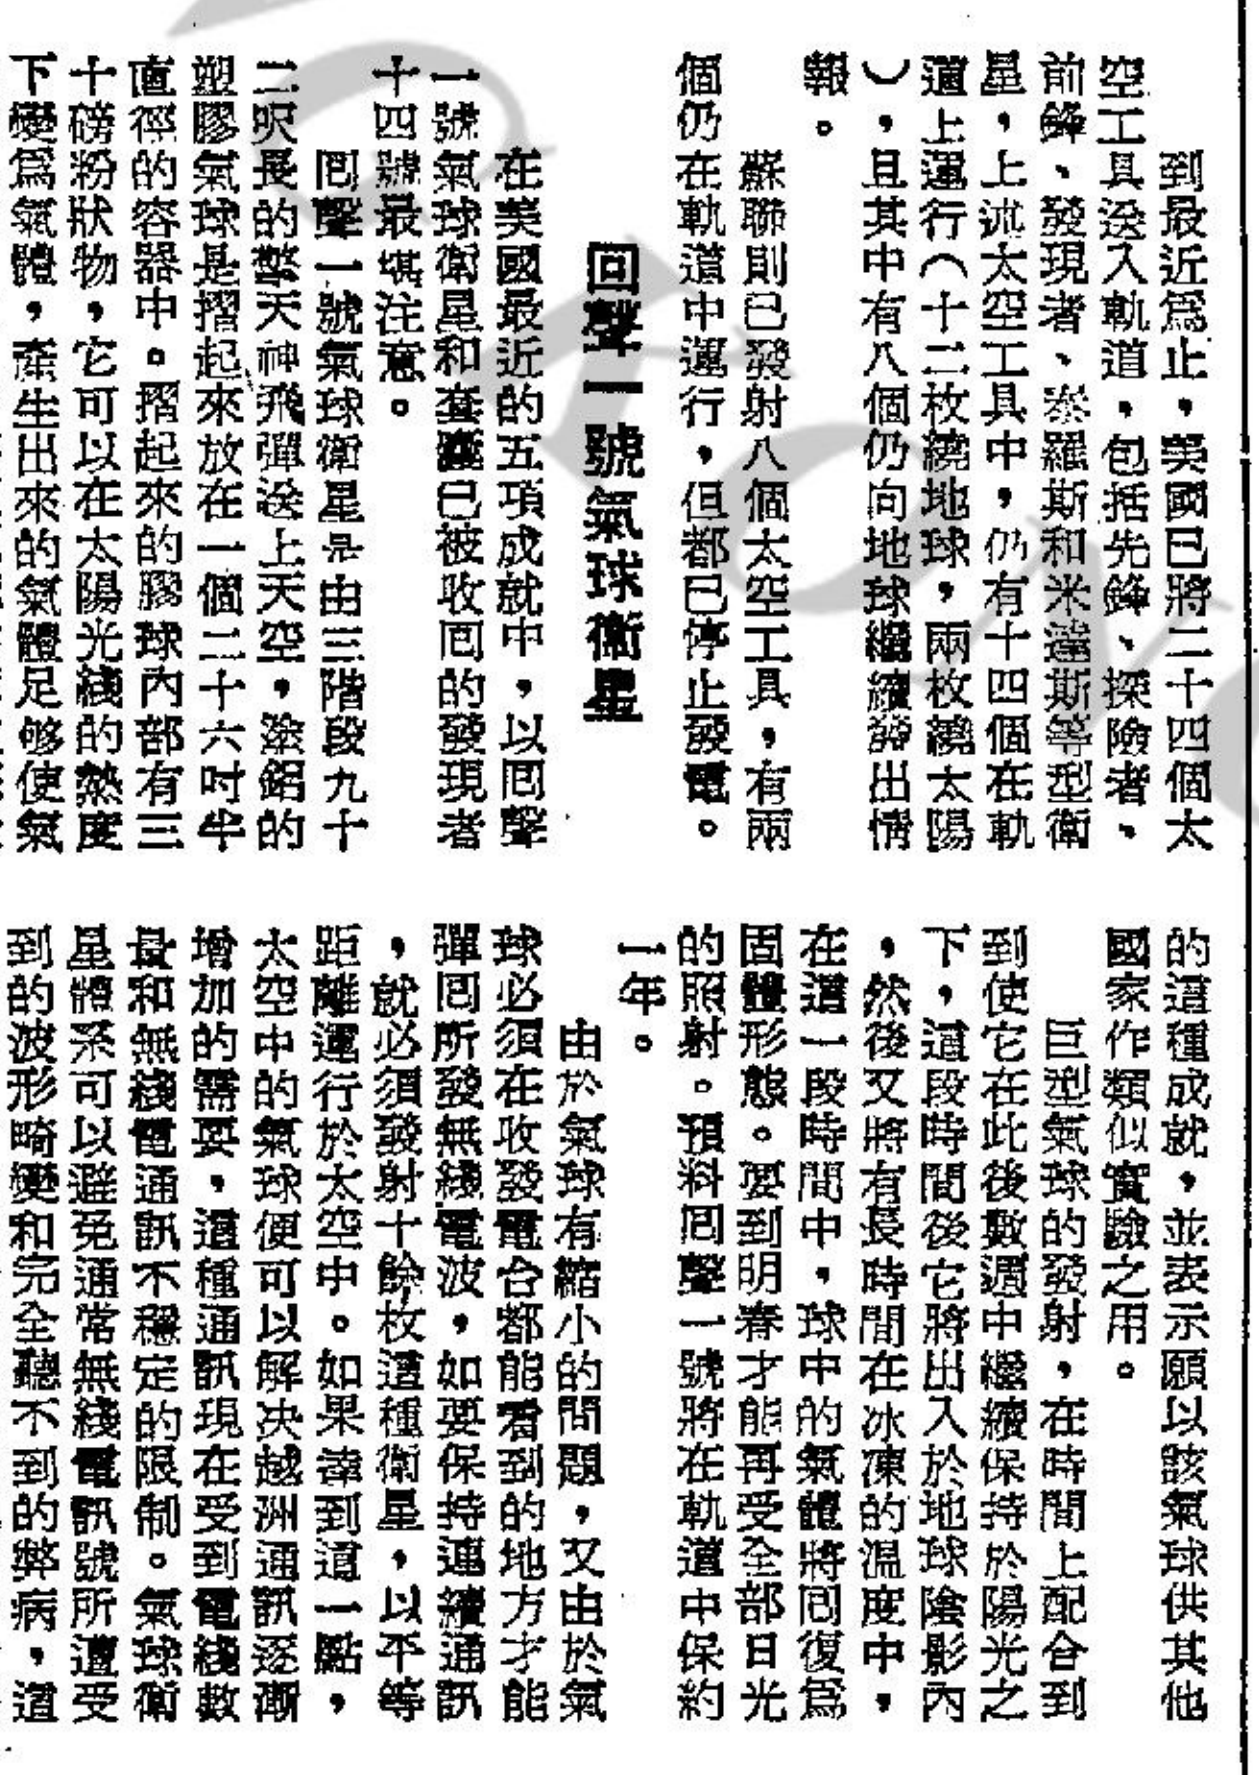 到最近爲止，美國已將二十四個太
空工具送入軌道，包括先鋒、探險者、
前鋒、發現者、泰羅斯和米達斯等型衛
星，上述太空工具中，仍有十四個在軌
道上運行（十二枚繞地球，兩枚繞太陽
），且其中有八個仍向地球繼續發出情
報。
蘇聯則已發射八個太空工具，有兩
個仍在軌道中運行，但都已停止發電。
回聲一號氣球衛星
在美國最近的五項成就中，以囘聲
一號氣球衛星和囊已被收囘的發現者
十四號最堪注意。
囘聲一號氣球衛星是由三階段九十
二呎長的擎天神飛彈送上天空，塗鋁的
塑膠氣球是摺起來放在一個二十六吋半
直徑的容器中。摺起來的膠球內部有三
十磅粉狀物，它可以在太陽光綫的熱度
下變爲氣體，產生出來的氣體足够使氣
的這種成就，並表示願以該氣球供其他
國家作類似實驗之用。
巨型氣球的發射，在時間上配合到
到使它在此後數週中繼續保持於陽光之
下，這段時間後它將出入於地球陰影內
，然後又將有長時間在冰凍的溫度中，
在這一段時間中，球中的氣體將囘復爲
固體形態。要到明春才能再受全部日光
的照射。預料囘聲一號將在軌道中保約
一年。
由於氣球有縮小的問題，又由於氣
球必須在收發電台都能看到的地方才能
彈囘所發無綫電波，如要保持連續通訊
，就必須發射十餘枚這種衛星，以不等
距離運行於太空中。如果達到這一點，
太空中的氣球便可以解決越洲通訊逐漸
增加的需要，這種通訊現在受到電綫數
量和無綫電通訊不穩定的限制。氣球衛
星體系可以避免通常無綫電訊號所遭受
到的波形畸變和完全聽不到的弊病，這